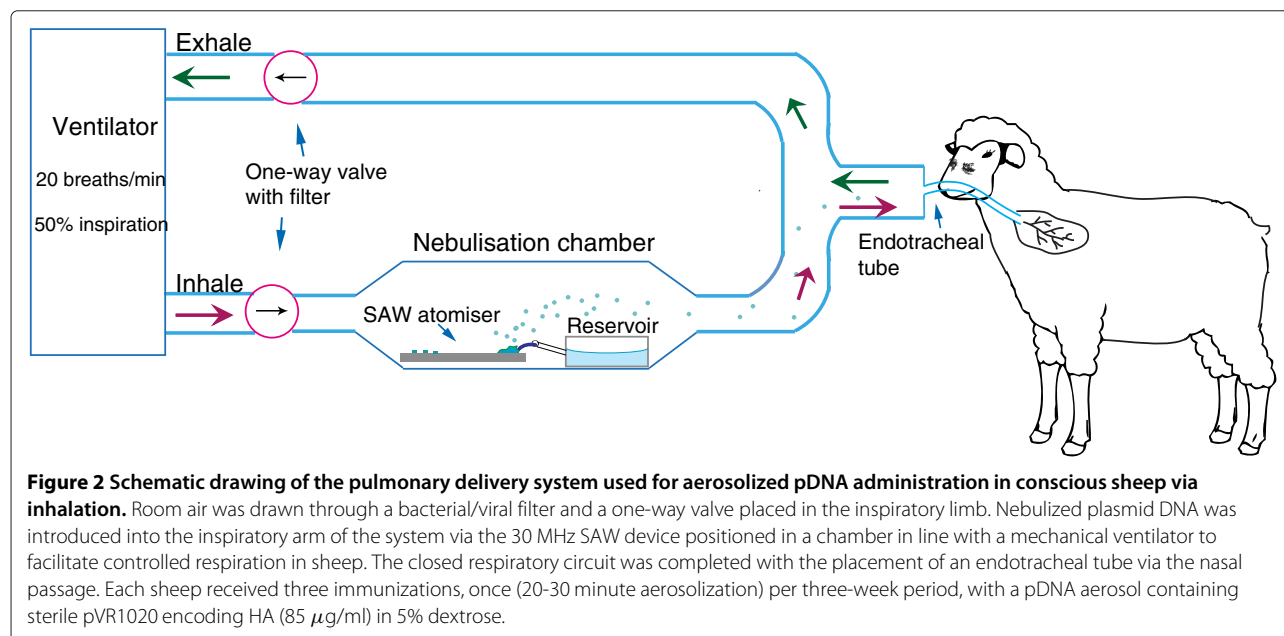 Exhale
Ventilator
20 breaths/min
50% inspiration
One-way valve
with filter
Inhale
Nebulisation chamber
SAW atomiser
Reservoir
Endotracheal
tube
Figure 2 Schematic drawing of the pulmonary delivery system used for aerosolized pDNA administration in conscious sheep via
inhalation. Room air was drawn through a bacterial/viral filter and a one-way valve placed in the inspiratory limb. Nebulized plasmid DNA was
introduced into the inspiratory arm of the system via the 30 MHz SAW device positioned in a chamber in line with a mechanical ventilator to
facilitate controlled respiration in sheep. The closed respiratory circuit was completed with the placement of an endotracheal tube via the nasal
passage. Each sheep received three immunizations, once (20-30 minute aerosolization) per three-week period, with a pDNA aerosol containing
sterile pVR1020 encoding HA (85 μg/ml) in 5% dextrose.